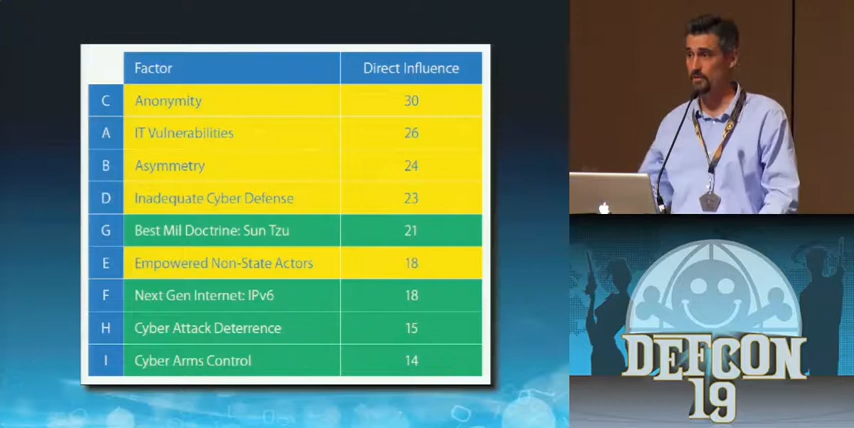 Factor Direct Influence
C Anonymity 30
A IT Vulnerabilities 26
B Asymmetry 24
D Inadequate Cyber Defense 23
G Best Mil Doctrine: Sun Tzu 21
E Empowered Non-State Actors 18
F Next Gen Internet: IPv6 18
H Cyber Attack Deterrence 15
I Cyber Arms Control 14
DEFCON
19